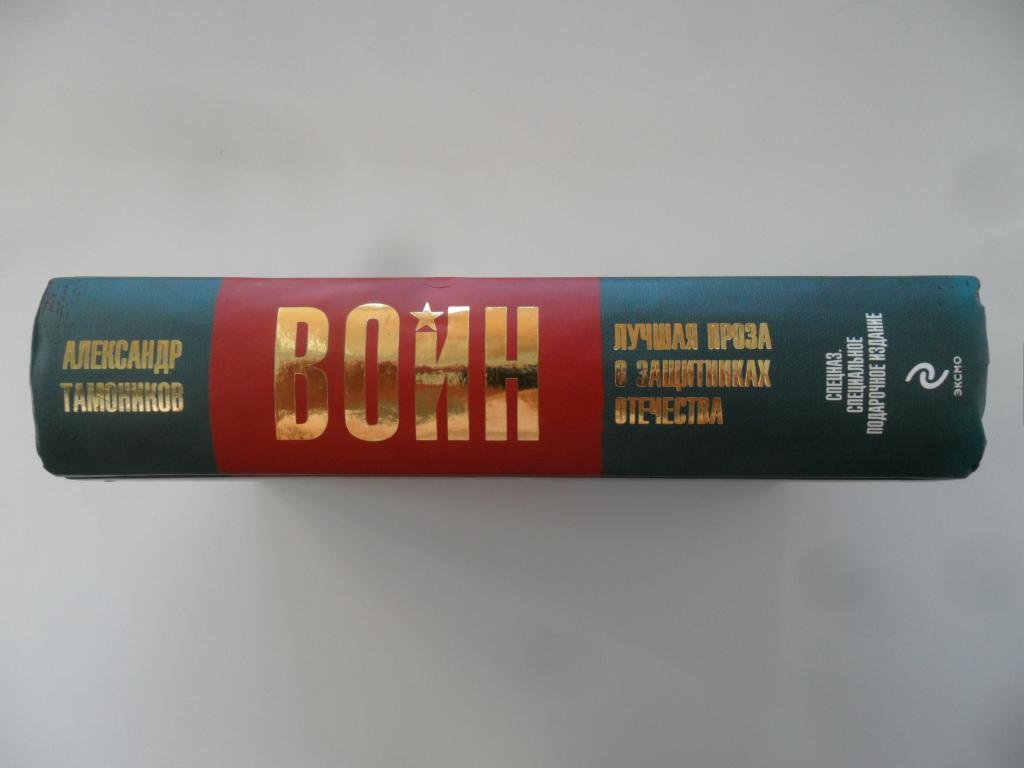 АЛЕКСАНДР
ТАМОНИКОВ
ВОИН
ЛУЧШАЯ ПРОЗА
О ЗАЩИТНИКАХ
ОТЕЧЕСТВА
СПЕЦНАЗ.
СПЕЦИАЛЬНОЕ
ПОДАРОЧНОЕ ИЗДАНИЕ
ЭКСМО